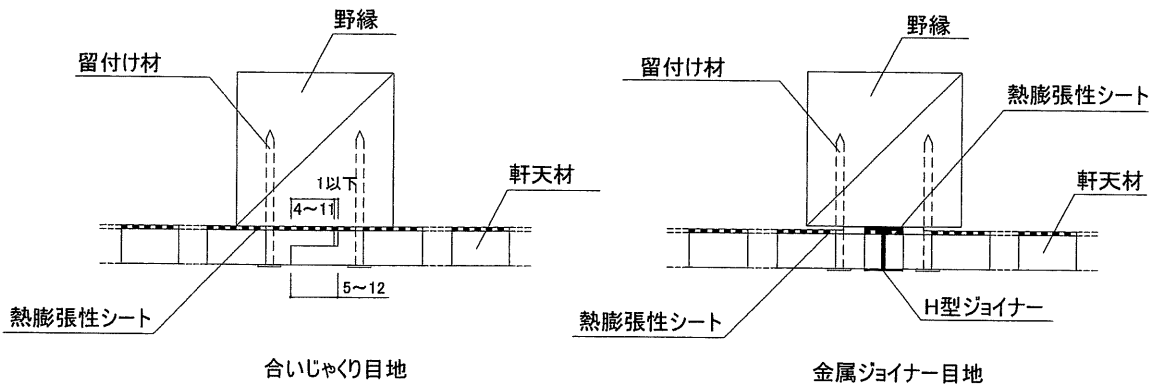 野縁
留付け材
1以下
4～11
軒天材
5～12
熱膨張性シート
合いじゃくり目地
野縁
留付け材
熱膨張性シート
軒天材
H型ジョイナー
熱膨張性シート
金属ジョイナー目地